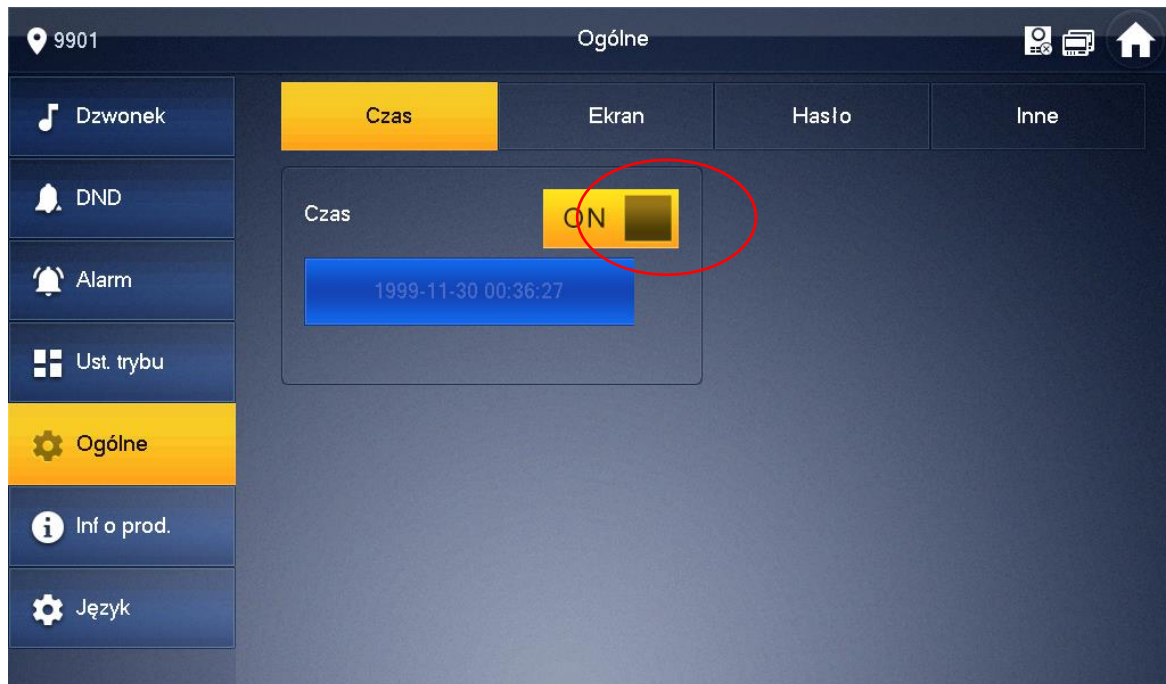 9901
Ogólne
Dzwonek
DND
Alarm
Ust. trybu
Ogólne
Inf o prod.
Język
Czas
Ekran
Hasło
Inne
Czas
ON
1999-11-30 00:36:27